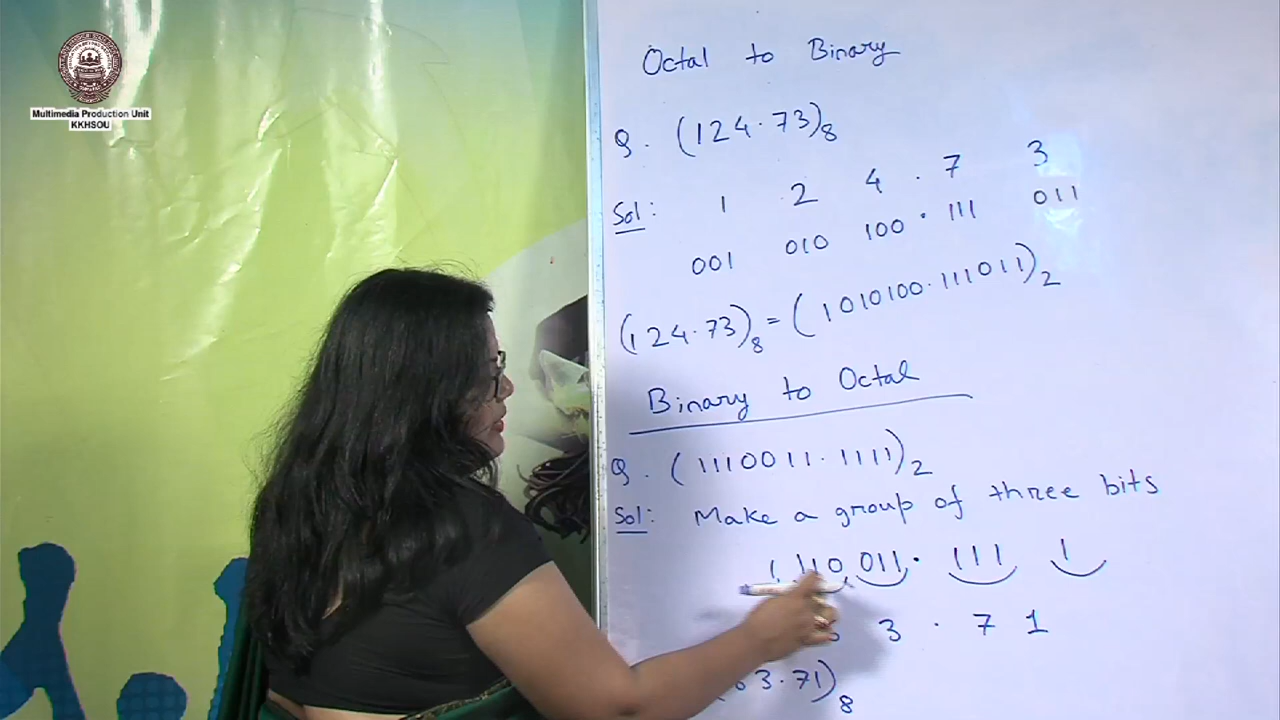 Multimedia Production Unit
KKHSOU
Octal to Binary
Q. (124.73)8
Sol: 1 2 4 . 7 3
001 010 100 . 111 011
(124.73)8 = (1010100.111011)2
Binary to Octal
Q. (1110011.1111)2
Sol: Make a group of three bits
1 110 011 . 111 1
3 . 7 1
3.71)8